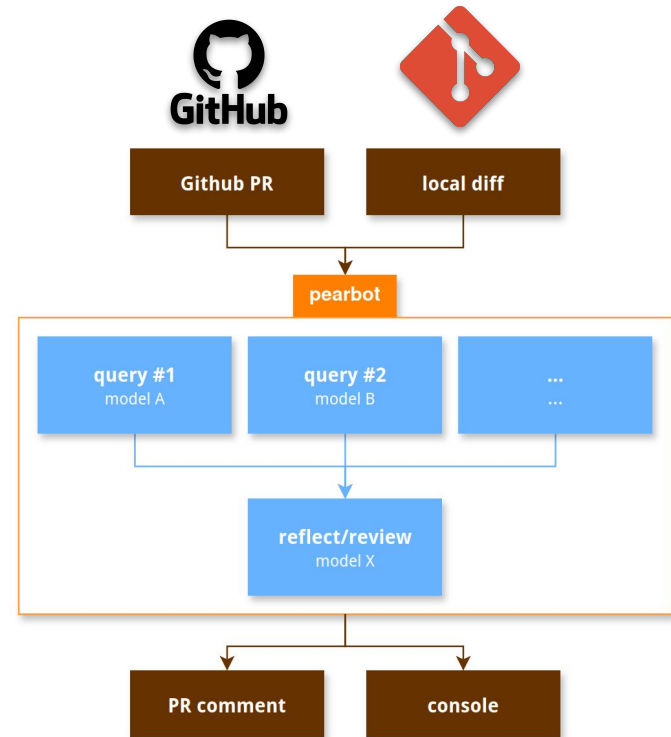 GitHub
Github PR
local diff
pearbot
query #1
model A
query #2
model B
...
...
reflect/review
model X
PR comment
console